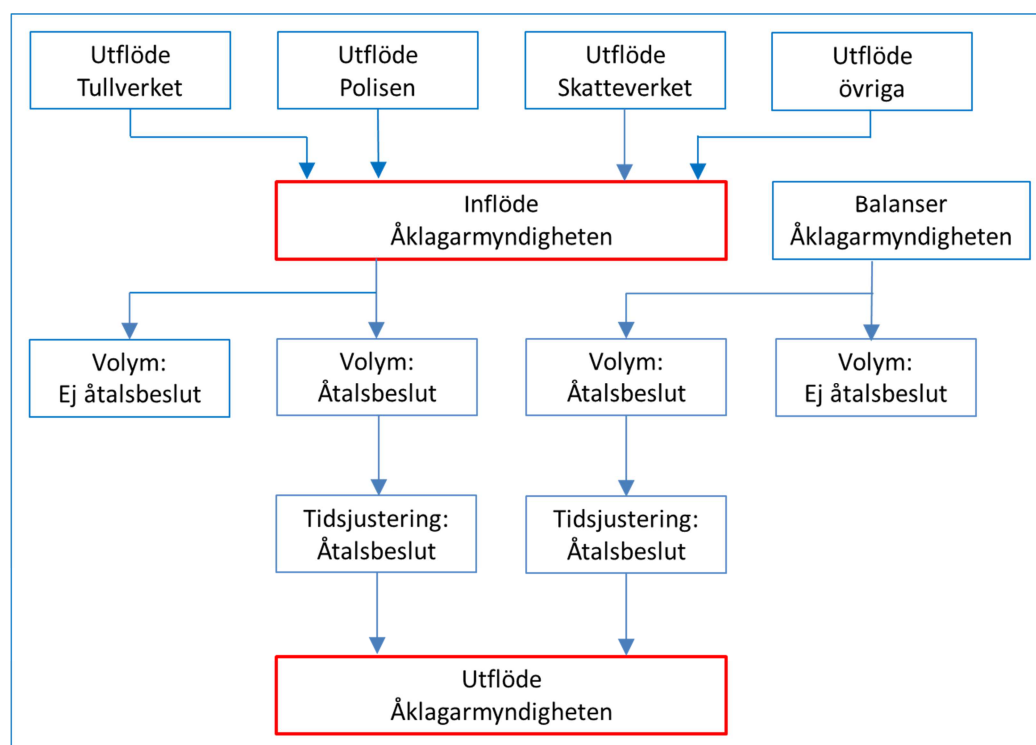 Utflöde
Tullverket
Utflöde
Polisen
Utflöde
Skatteverket
Utflöde
övriga
Inflöde
Åklagarmyndigheten
Balanser
Åklagarmyndigheten
Volym:
Ej åtalsbeslut
Volym:
Åtalsbeslut
Volym:
Åtalsbeslut
Volym:
Ej åtalsbeslut
Tidsjustering:
Åtalsbeslut
Tidsjustering:
Åtalsbeslut
Utflöde
Åklagarmyndigheten